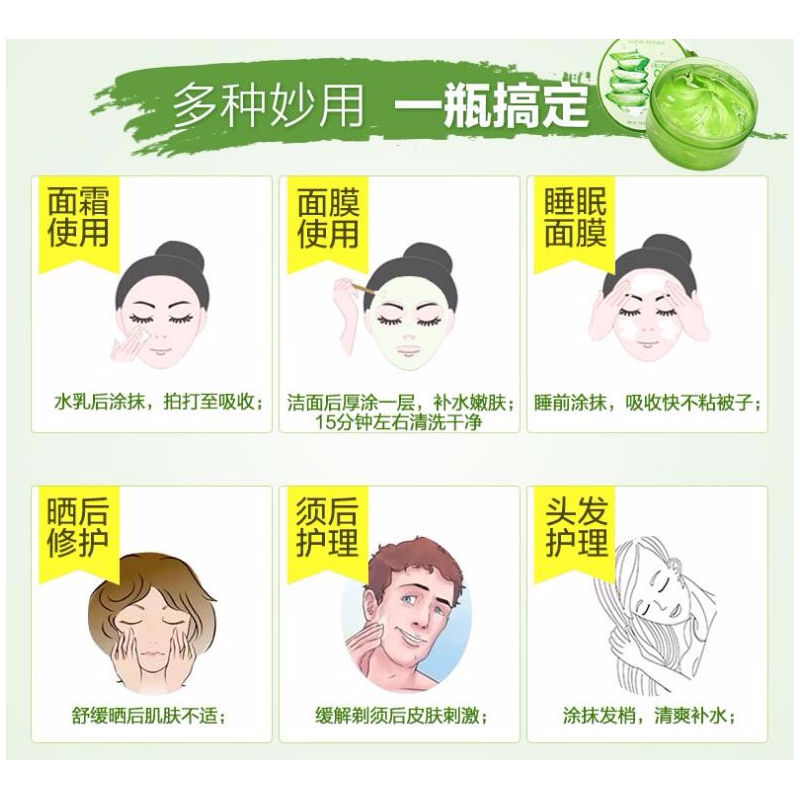 多种妙用 一瓶搞定
面霜
使用
水乳后涂抹，拍打至吸收；
面膜
使用
洁面后厚涂一层，补水嫩肤；
15分钟左右清洗干净
睡眠
面膜
睡前涂抹，吸收快不粘被子；
晒后
修护
舒缓晒后肌肤不适；
须后
护理
缓解剃须后皮肤刺激；
头发
护理
涂抹发梢，清爽补水；